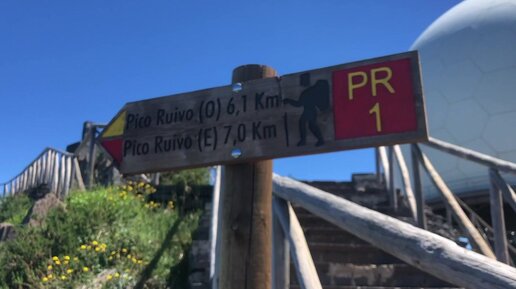 Pico Ruivo (O) 6,1 Km
Pico Ruivo (E) 7,0 Km
PR
1